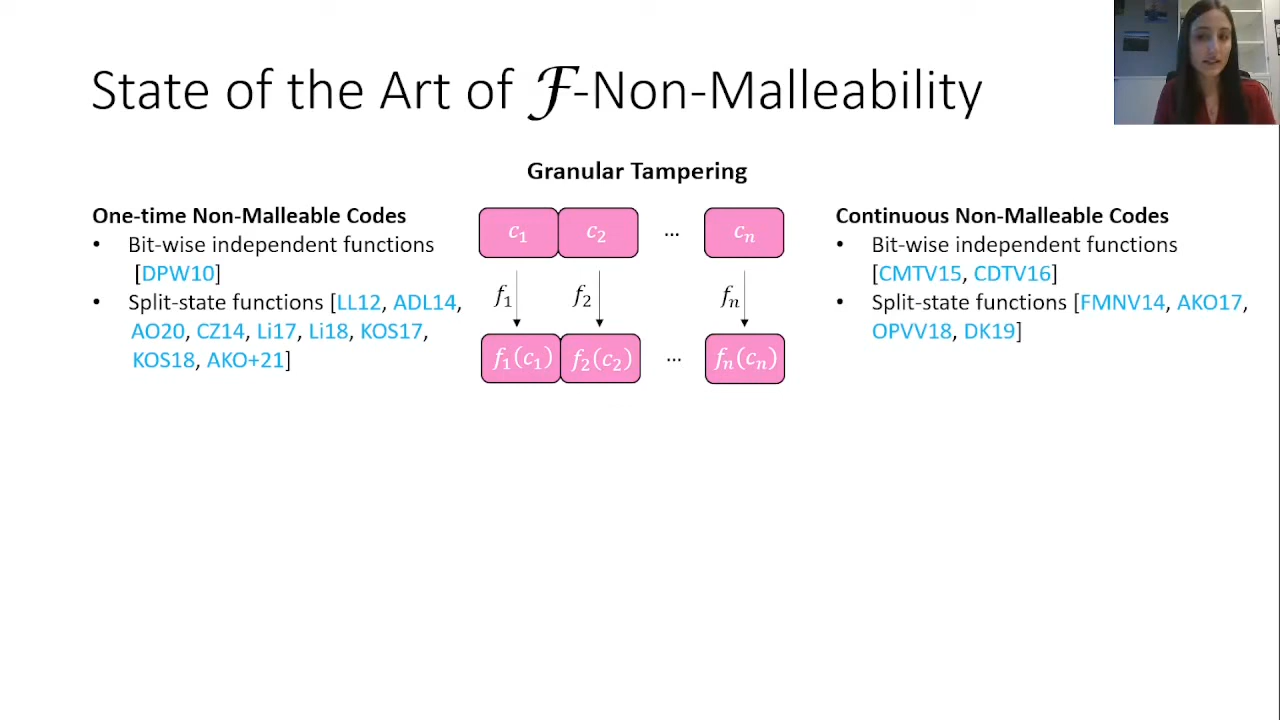 State of the Art of ℱ-Non-Malleability
Granular Tampering
One-time Non-Malleable Codes
• Bit-wise independent functions
[DPW10]
• Split-state functions [LL12, ADL14,
AO20, CZ14, Li17, Li18, KOS17,
KOS18, AKO+21]
c₁ c₂ ... cₙ
f₁ f₂ fₙ
f₁(c₁) f₂(c₂) ... fₙ(cₙ)
Continuous Non-Malleable Codes
• Bit-wise independent functions
[CMTV15, CDTV16]
• Split-state functions [FMNV14, AKO17,
OPVV18, DK19]